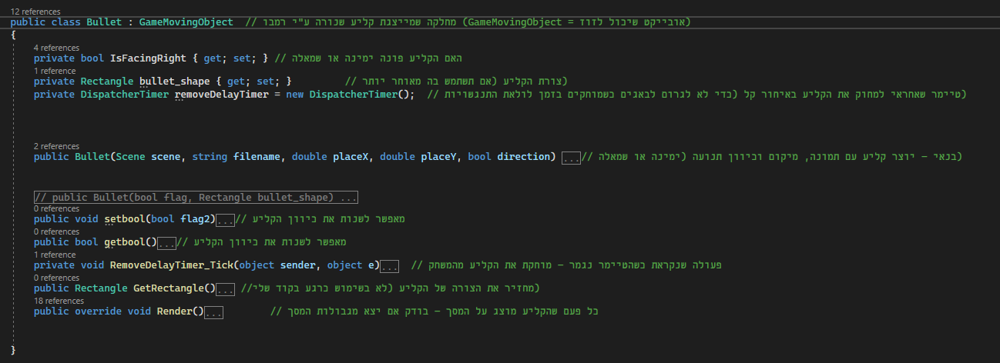 12 references
public class Bullet : GameMovingObject  // מחלקה שמייצגת קליע שנורה ע"י רמבו (GameMovingObject = אובייקט שיכול לזוז)
{
4 references
private bool IsFacingRight { get; set; } // האם הקליע פונה ימינה או שמאלה
1 reference
private Rectangle bullet_shape { get; set; }         // צורת הקליע (אם תשתמש בה מאוחר יותר)
private DispatcherTimer removeDelayTimer = new DispatcherTimer();  // טיימר שאחראי למחוק את הקליע באיחור קל (כדי לא לגרום לבאגים כשמוחקים בזמן לולאת התנגשויות)
2 references
public Bullet(Scene scene, string filename, double placeX, double placeY, bool direction) ...// בנאי – יוצר קליע עם תמונה, מיקום וכיוון תנועה (ימינה או שמאלה)
// public Bullet(bool flag, Rectangle bullet_shape) ...
0 references
public void setbool(bool flag2)...// מאפשר לשנות את כיוון הקליע
0 references
public bool getbool()...// מאפשר לשנות את כיוון הקליע
1 reference
private void RemoveDelayTimer_Tick(object sender, object e)...  // פעולה שנקראת כשהטיימר נגמר – מוחקת את הקליע מהמשחק
0 references
public Rectangle GetRectangle()... //מחזיר את הצורה של הקליע (לא בשימוש כרגע בקוד שלי)
18 references
public override void Render()...        // כל פעם שהקליע מוצג על המסך – בודק אם יצא מגבולות המסך
}